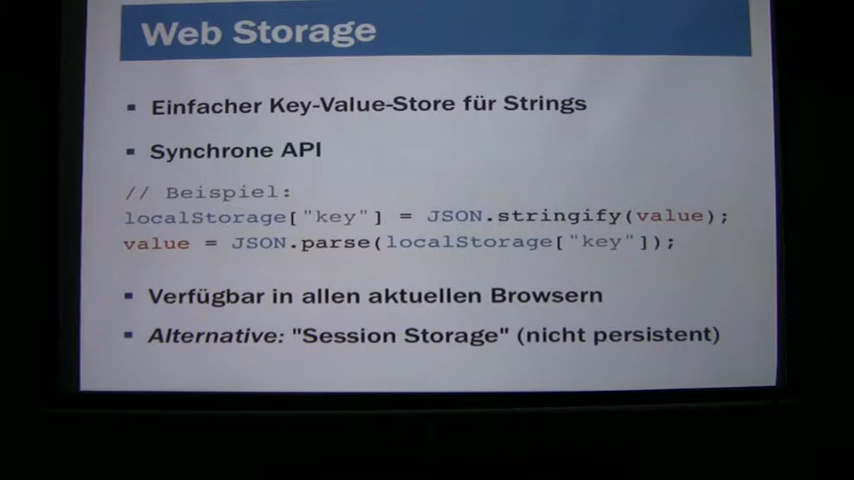 Web Storage
Einfacher Key-Value-Store für Strings
Synchrone API
// Beispiel:
localStorage["key"] = JSON.stringify(value);
value = JSON.parse(localStorage["key"]);
Verfügbar in allen aktuellen Browsern
Alternative: "Session Storage" (nicht persistent)